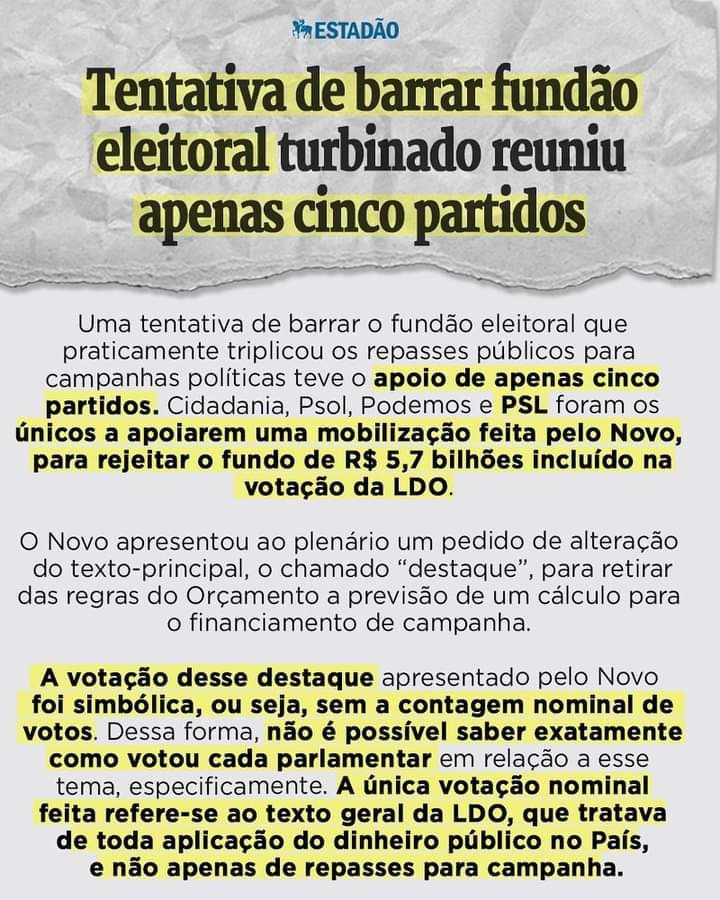 ESTADÃO
Tentativa de barrar fundão
eleitoral turbinado reuniu
apenas cinco partidos
Uma tentativa de barrar o fundão eleitoral que
praticamente triplicou os repasses públicos para
campanhas políticas teve o apoio de apenas cinco
partidos. Cidadania, Psol, Podemos e PSL foram os
únicos a apoiarem uma mobilização feita pelo Novo,
para rejeitar o fundo de R$ 5,7 bilhões incluído na
votação da LDO.
O Novo apresentou ao plenário um pedido de alteração
do texto-principal, o chamado “destaque”, para retirar
das regras do Orçamento a previsão de um cálculo para
o financiamento de campanha.
A votação desse destaque apresentado pelo Novo
foi simbólica, ou seja, sem a contagem nominal de
votos. Dessa forma, não é possível saber exatamente
como votou cada parlamentar em relação a esse
tema, especificamente. A única votação nominal
feita refere-se ao texto geral da LDO, que tratava
de toda aplicação do dinheiro público no País,
e não apenas de repasses para campanha.